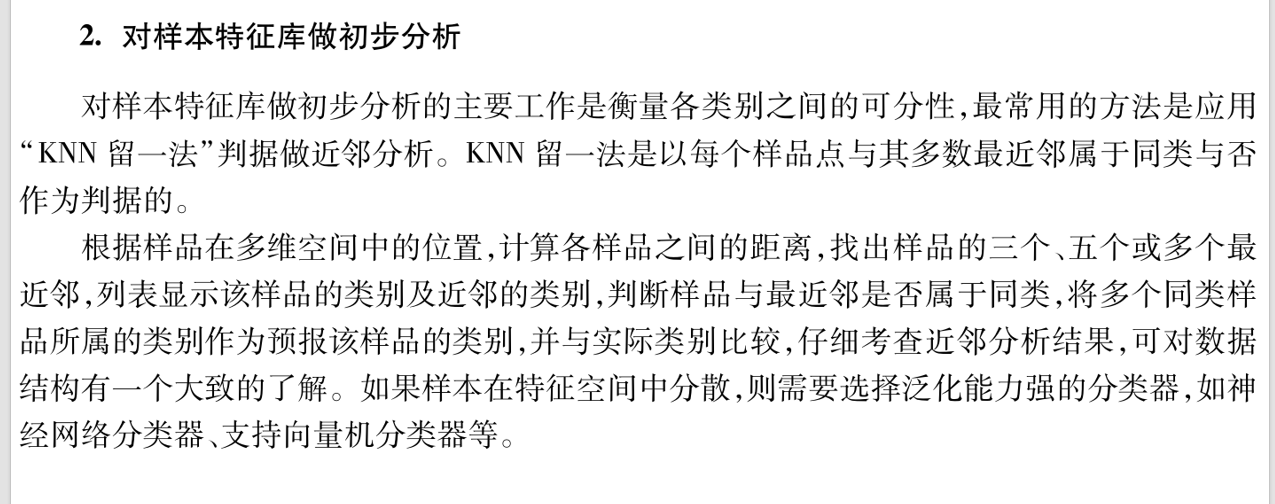 2. 对样本特征库做初步分析
对样本特征库做初步分析的主要工作是衡量各类别之间的可分性,最常用的方法是应用
“KNN 留一法”判据做近邻分析。KNN 留一法是以每个样品点与其多数最近邻属于同类与否
作为判据的。
根据样品在多维空间中的位置,计算各样品之间的距离,找出样品的三个、五个或多个最
近邻,列表显示该样品的类别及近邻的类别,判断样品与最近邻是否属于同类,将多个同类样
品所属的类别作为预报该样品的类别,并与实际类别比较,仔细考查近邻分析结果,可对数据
结构有一个大致的了解。如果样本在特征空间中分散,则需要选择泛化能力强的分类器,如神
经网络分类器、支持向量机分类器等。